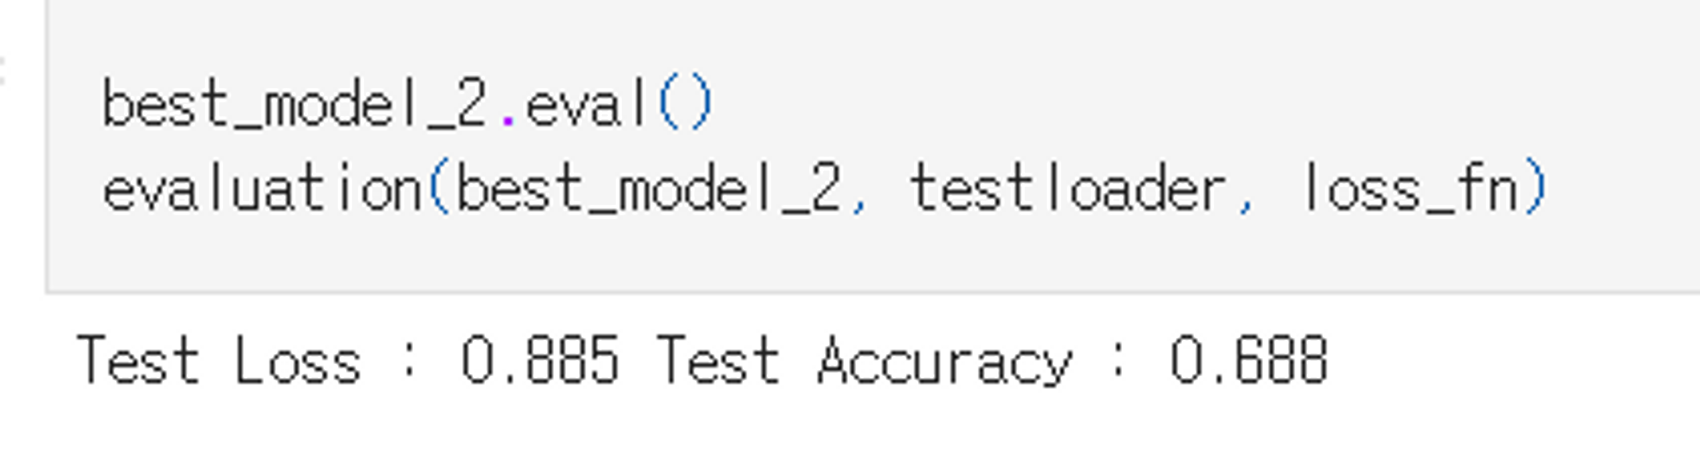 best_model_2.eval()
evaluation(best_model_2, testloader, loss_fn)
Test Loss : 0.885 Test Accuracy : 0.688